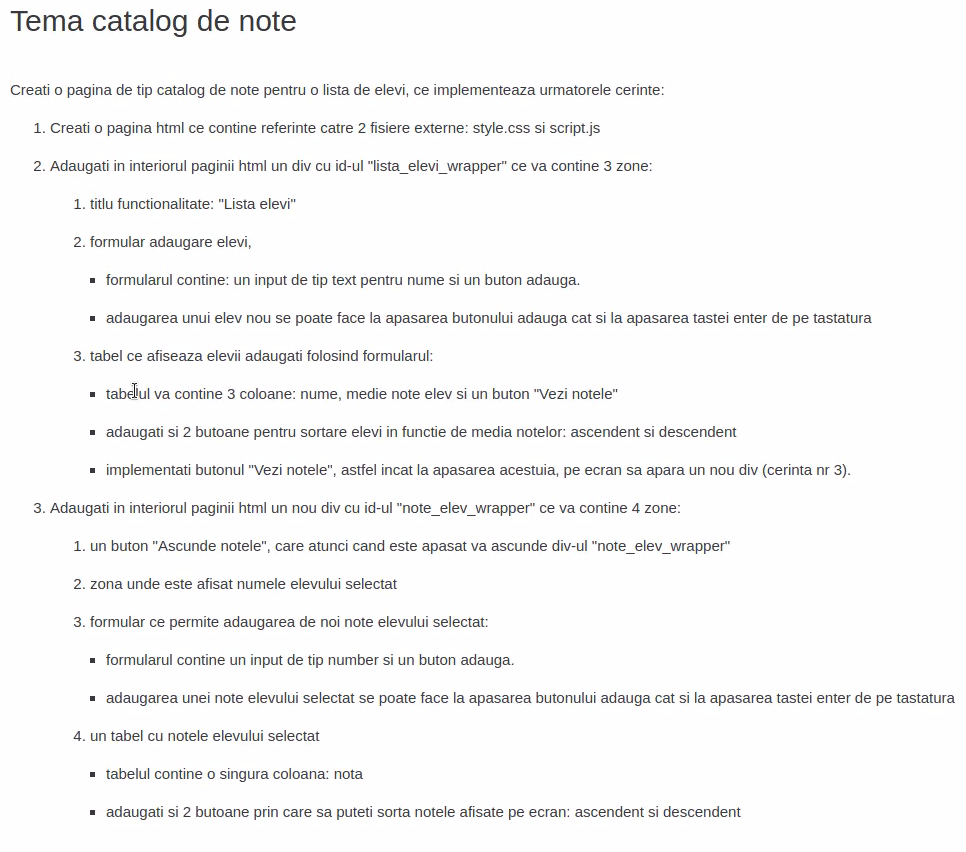 Tema catalog de note
Creati o pagina de tip catalog de note pentru o lista de elevi, ce implementeaza urmatorele cerinte:
1. Creati o pagina html ce contine referinte catre 2 fisiere externe: style.css si script.js
2. Adaugati in interiorul paginii html un div cu id-ul "lista_elevi_wrapper" ce va contine 3 zone:
1. titlu functionalitate: "Lista elevi"
2. formular adaugare elevi,
▪ formularul contine: un input de tip text pentru nume si un buton adauga.
▪ adaugarea unui elev nou se poate face la apasarea butonului adauga cat si la apasarea tastei enter de pe tastatura
3. tabel ce afiseaza elevii adaugati folosind formularul:
▪ tabelul va contine 3 coloane: nume, medie note elev si un buton "Vezi notele"
▪ adaugati si 2 butoane pentru sortare elevi in functie de media notelor: ascendent si descendent
▪ implementati butonul "Vezi notele", astfel incat la apasarea acestuia, pe ecran sa apara un nou div (cerinta nr 3).
3. Adaugati in interiorul paginii html un nou div cu id-ul "note_elev_wrapper" ce va contine 4 zone:
1. un buton "Ascunde notele", care atunci cand este apasat va ascunde div-ul "note_elev_wrapper"
2. zona unde este afisat numele elevului selectat
3. formular ce permite adaugarea de noi note elevului selectat:
▪ formularul contine un input de tip number si un buton adauga.
▪ adaugarea unei note elevului selectat se poate face la apasarea butonului adauga cat si la apasarea tastei enter de pe tastatura
4. un tabel cu notele elevului selectat
▪ tabelul contine o singura coloana: nota
▪ adaugati si 2 butoane prin care sa puteti sorta notele afisate pe ecran: ascendent si descendent